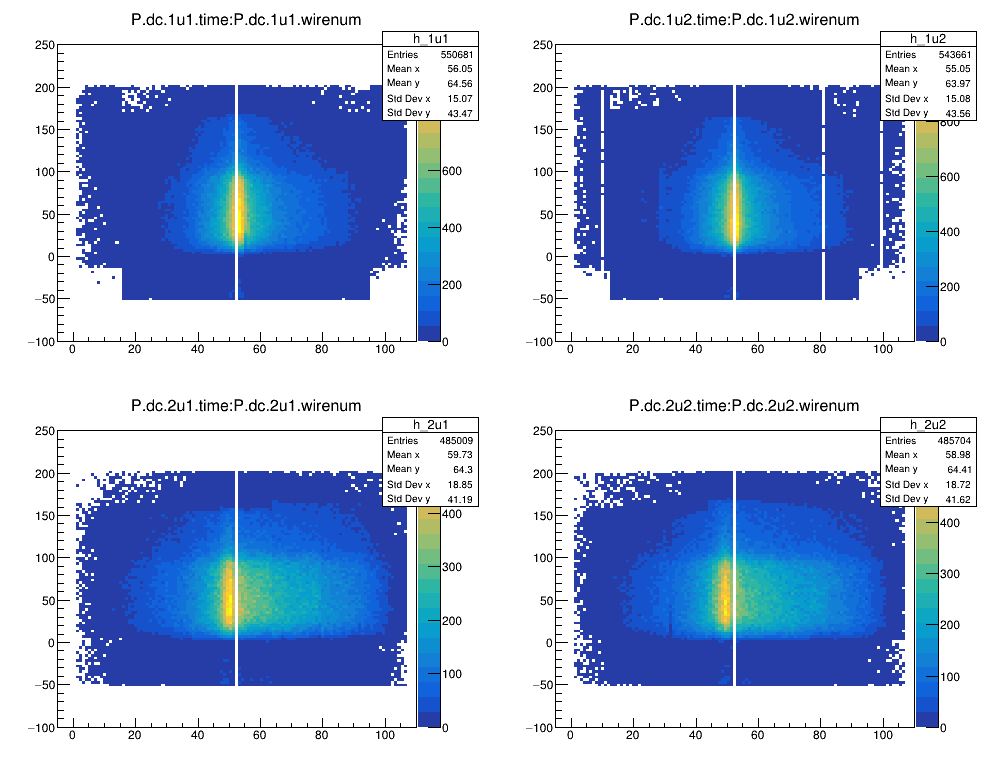 P.dc.1u1.time:P.dc.1u1.wirenum
h_1u1
Entries 550681
Mean x 56.05
Mean y 64.56
Std Dev x 15.07
Std Dev y 43.47
250
200
150
100
50
0
−50
−100
0 20 40 60 80 100
600
400
200
0
P.dc.1u2.time:P.dc.1u2.wirenum
h_1u2
Entries 543661
Mean x 55.05
Mean y 63.97
Std Dev x 15.08
Std Dev y 43.56
250
200
150
100
50
0
−50
−100
0 20 40 60 80 100
800
600
400
200
0
P.dc.2u1.time:P.dc.2u1.wirenum
h_2u1
Entries 485009
Mean x 59.73
Mean y 64.3
Std Dev x 18.85
Std Dev y 41.19
250
200
150
100
50
0
−50
−100
0 20 40 60 80 100
400
300
200
100
0
P.dc.2u2.time:P.dc.2u2.wirenum
h_2u2
Entries 485704
Mean x 58.98
Mean y 64.41
Std Dev x 18.72
Std Dev y 41.62
250
200
150
100
50
0
−50
−100
0 20 40 60 80 100
400
300
200
100
0